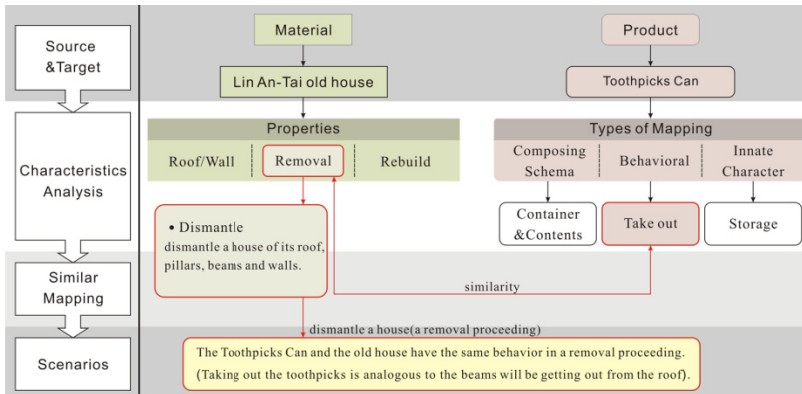 Source
&Target
Characteristics
Analysis
Similar
Mapping
Scenarios
Material
Lin An-Tai old house
Product
Toothpicks Can
Properties
Roof/Wall
Removal
Rebuild
Types of Mapping
Composing
Schema
Behavioral
Innate
Character
• Dismantle
dismantle a house of its roof,
pillars, beams and walls.
Container
&Contents
Take out
Storage
similarity
dismantle a house(a removal proceeding)
The Toothpicks Can and the old house have the same behavior in a removal proceeding.
(Taking out the toothpicks is analogous to the beams will be getting out from the roof).